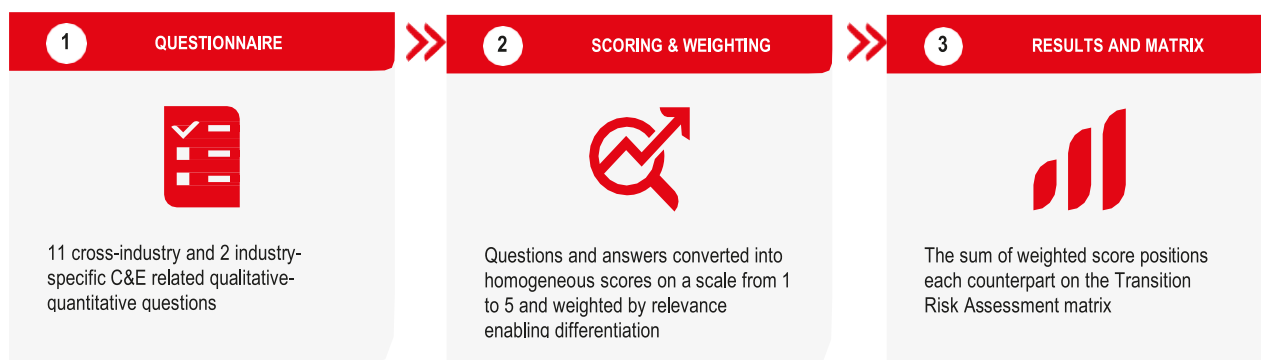 1
QUESTIONNAIRE
11 cross-industry and 2 industry-
specific C&E related qualitative-
quantitative questions
2
SCORING & WEIGHTING
Questions and answers converted into
homogeneous scores on a scale from 1
to 5 and weighted by relevance
enabling differentiation
3
RESULTS AND MATRIX
The sum of weighted score positions
each counterpart on the Transition
Risk Assessment matrix